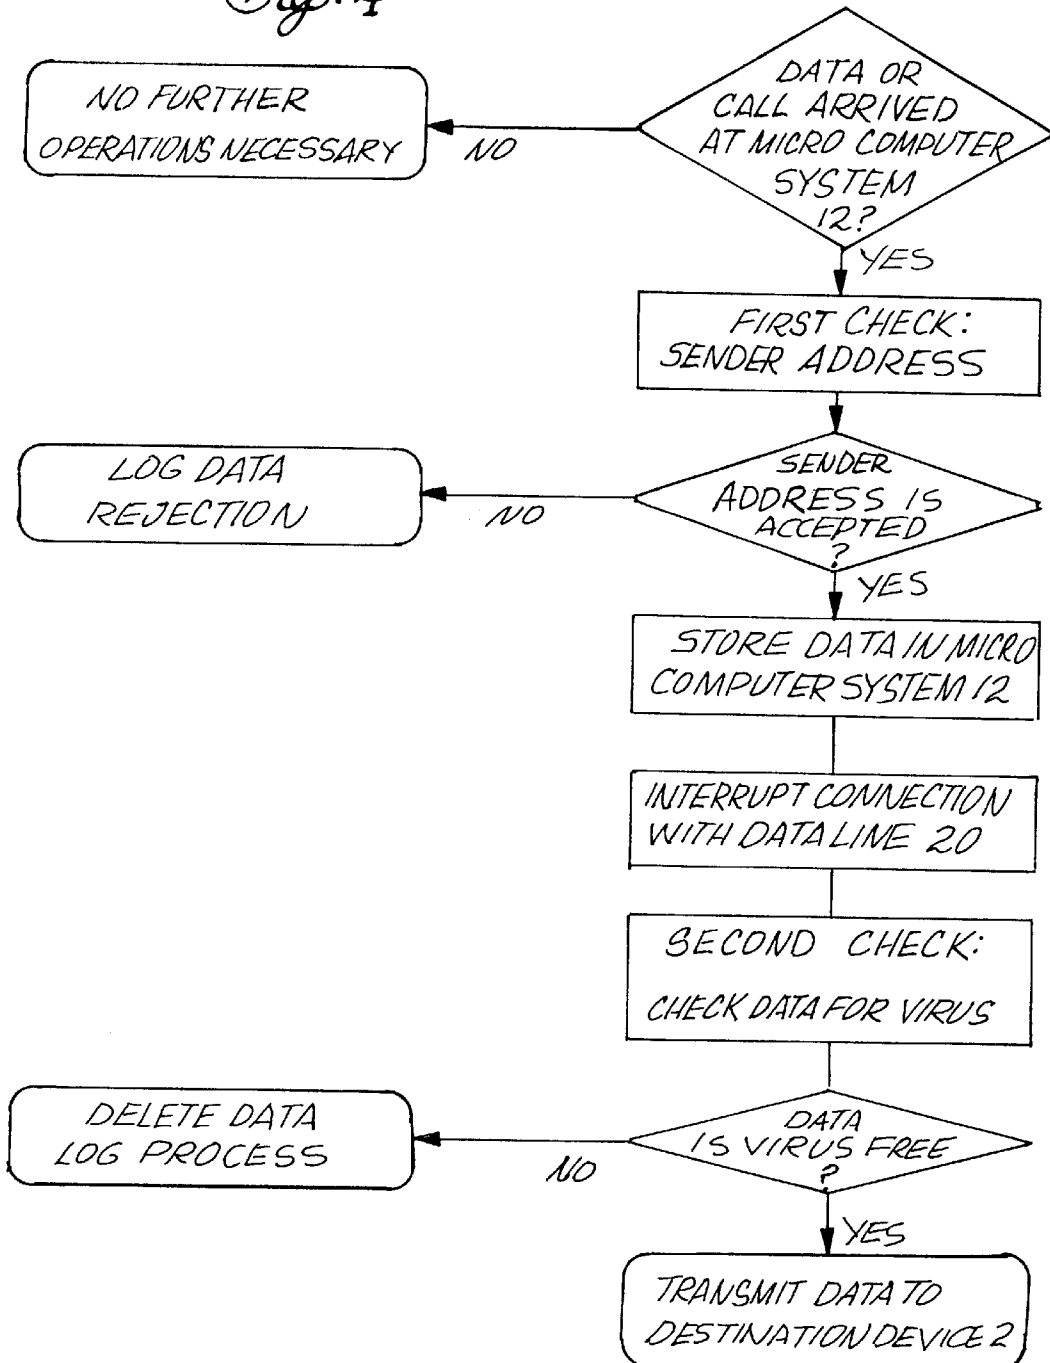 Fig. 4
DATA OR
CALL ARRIVED
AT MICRO COMPUTER
SYSTEM
12?
NO FURTHER
OPERATIONS NECESSARY
NO
YES
FIRST CHECK:
SENDER ADDRESS
SENDER
ADDRESS IS
ACCEPTED
?
LOG DATA
REJECTION
NO
YES
STORE DATA IN MICRO
COMPUTER SYSTEM 12
INTERRUPT CONNECTION
WITH DATA LINE 20
SECOND CHECK:
CHECK DATA FOR VIRUS
DATA
IS VIRUS FREE
?
DELETE DATA
LOG PROCESS
NO
YES
TRANSMIT DATA TO
DESTINATION DEVICE 2